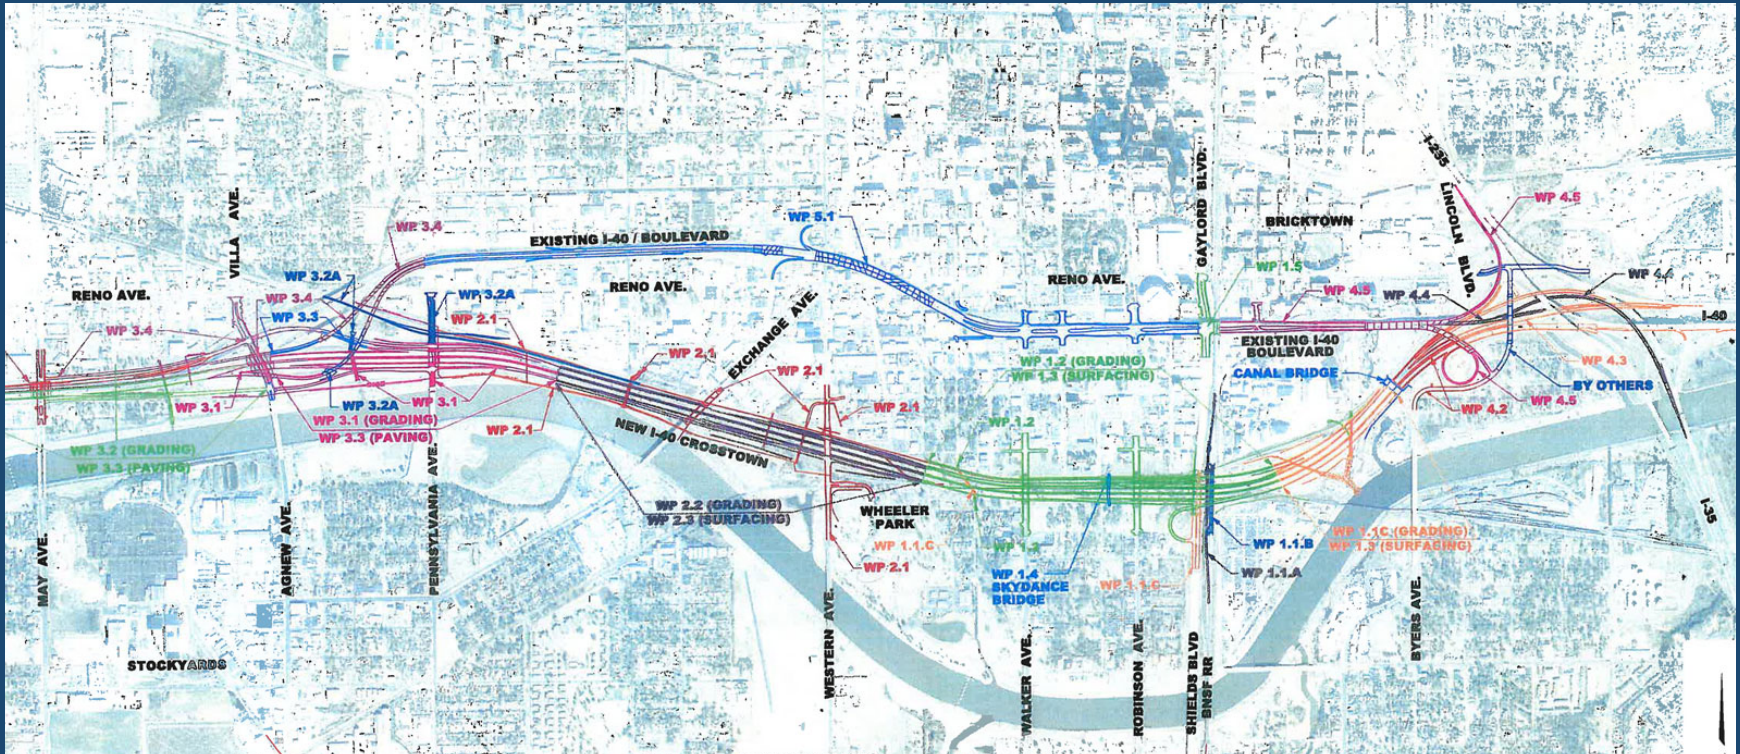 I-235
LINCOLN BLVD.
WP 4.5
GAYLORD BLVD.
BRICKTOWN
VILLA AVE.
WP 3.4
EXISTING I-40 / BOULEVARD
WP 5.1
WP 3.2A
WP 3.2A
RENO AVE.
WP 3.4
WP 3.3
WP 2.1
RENO AVE.
EXCHANGE AVE.
RENO AVE.
WP 1.5
WP 4.5
WP 4.4
WP 4.4
I-40
WP 3.4
WP 2.1
WP 1.2 (GRADING)
WP 1.3 (SURFACING)
EXISTING I-40
BOULEVARD
CANAL BRIDGE
WP 4.3
BY OTHERS
WP 4.5
WP 4.2
WP 2.1
WP 2.1
WP 3.1
WP 3.2A
WP 3.1
WP 3.1 (GRADING)
WP 3.3 (PAVING)
WP 2.1
NEW I-40 CROSSTOWN
WP 1.2
WP 3.2 (GRADING)
WP 3.3 (PAVING)
PENNSYLVANIA AVE.
WP 2.2 (GRADING)
WP 2.3 (SURFACING)
WHEELER
PARK
WP 1.1.C
WP 1.2
WP 2.1
WP 1.4
SKYDANCE
BRIDGE
WP 1.1.C
WP 1.1.B
WP 1.1.A
WP 1.1C (GRADING)
WP 1.3 (SURFACING)
I-35
MAY AVE.
AGNEW AVE.
WESTERN AVE.
WALKER AVE.
ROBINSON AVE.
SHIELDS BLVD
BNSF RR
BYERS AVE.
STOCKYARDS